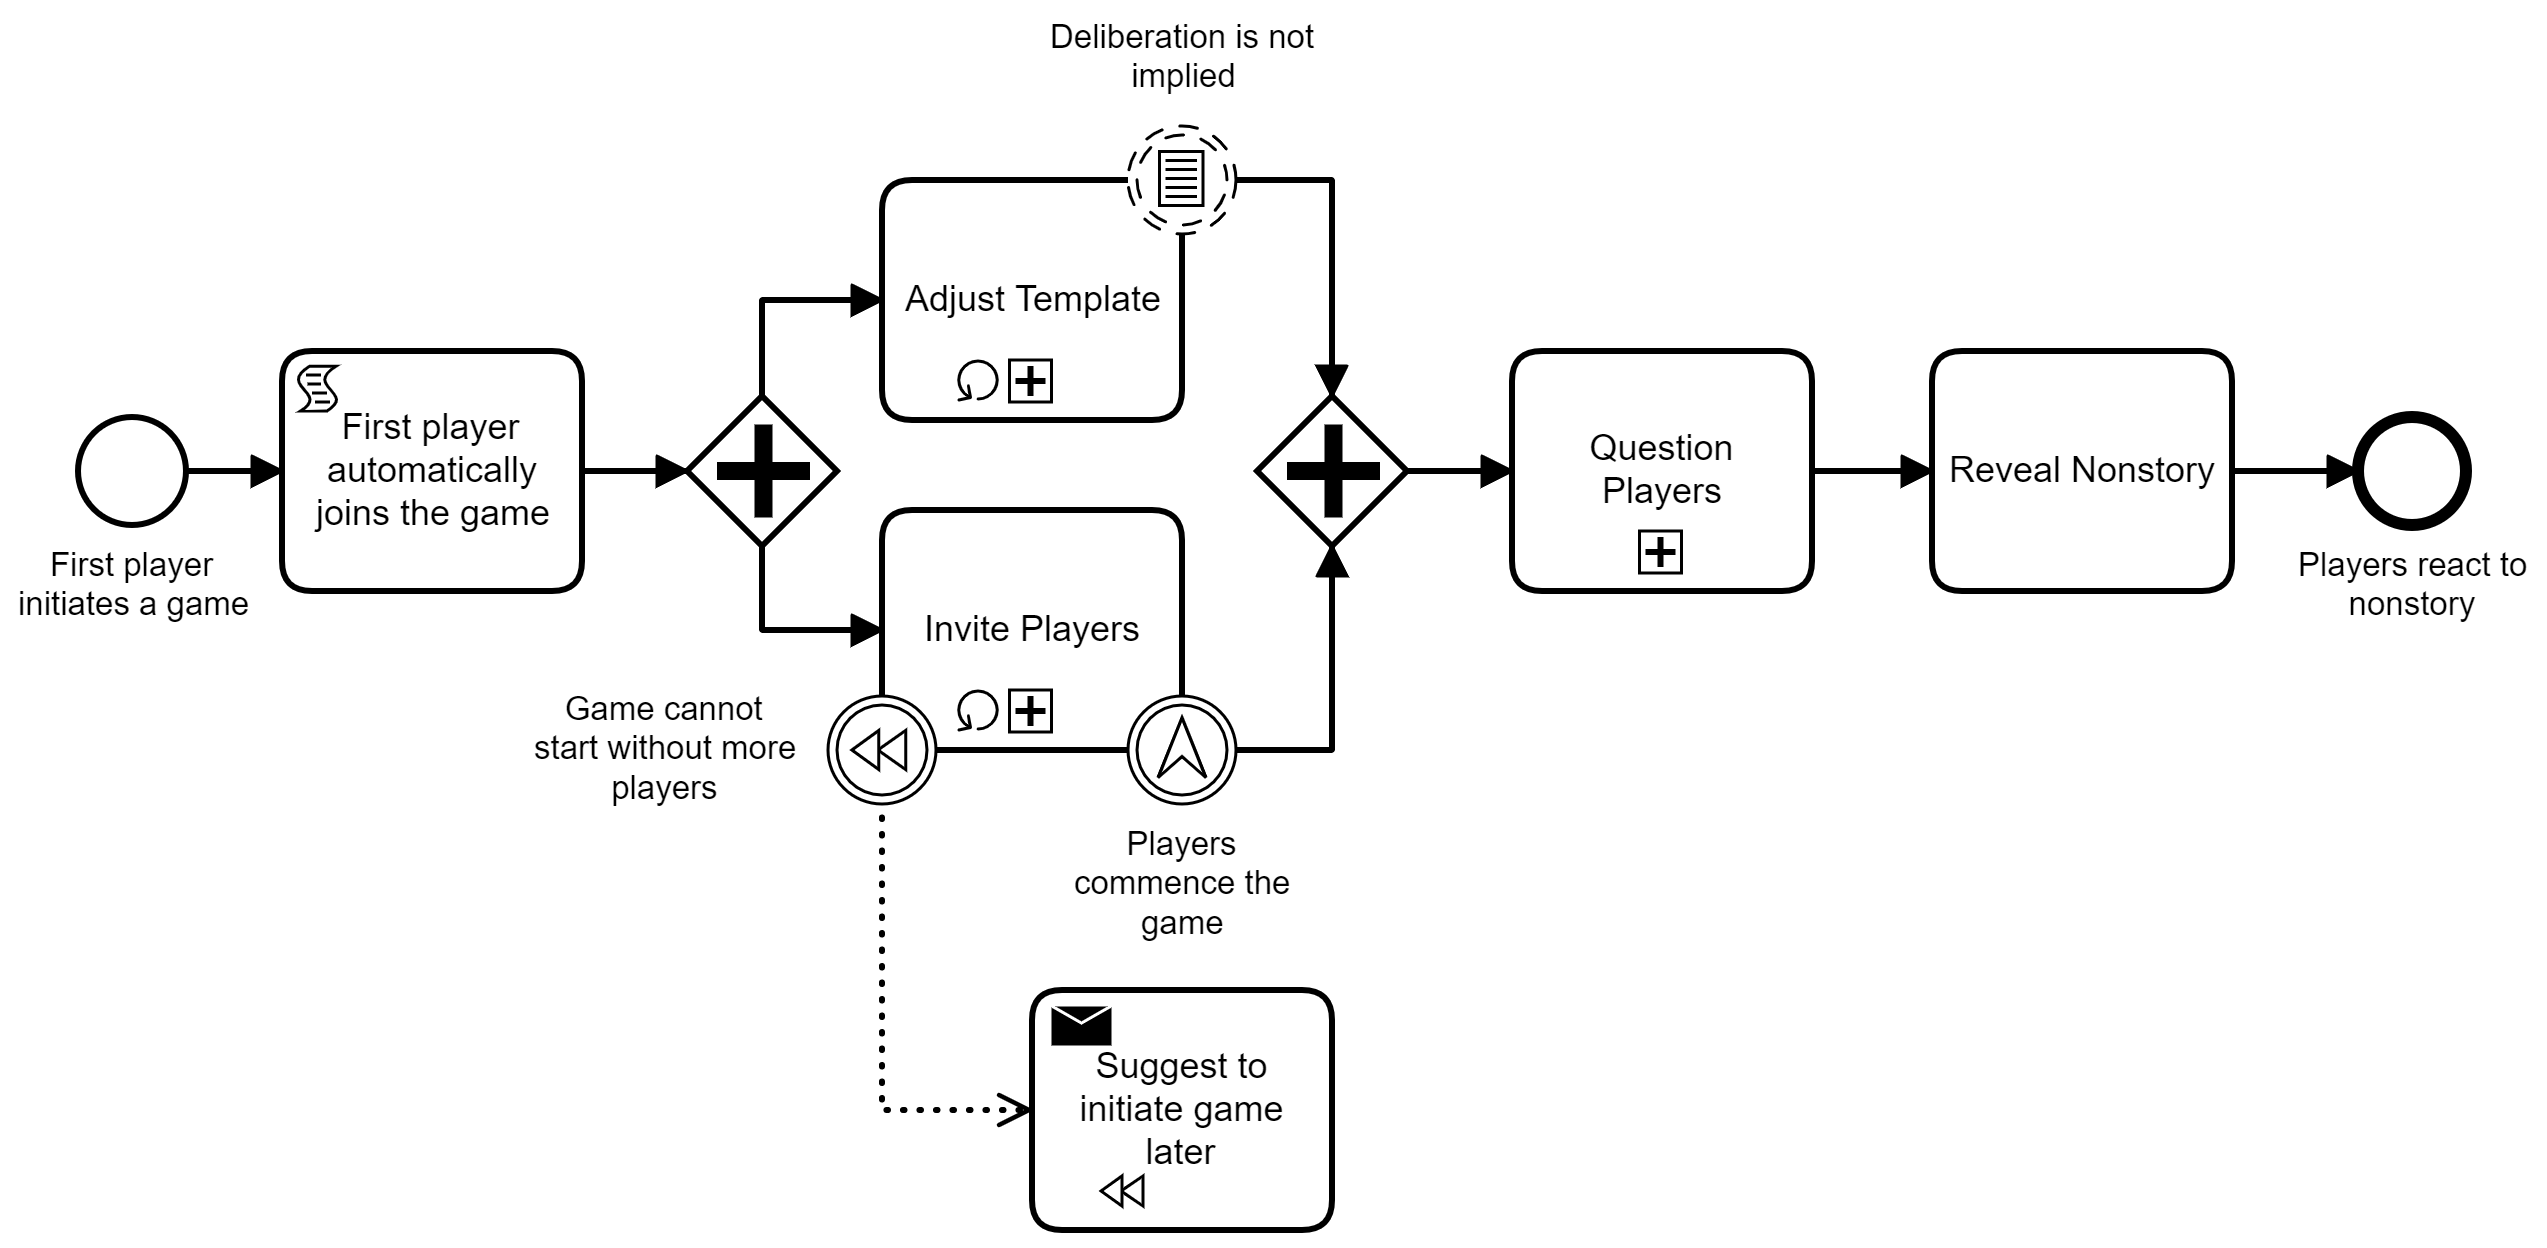 Deliberation is not
implied
Adjust Template
First player
automatically
joins the game
First player
initiates a game
Question
Players
Reveal Nonstory
Players react to
nonstory
Invite Players
Game cannot
start without more
players
Players
commence the
game
Suggest to
initiate game
later